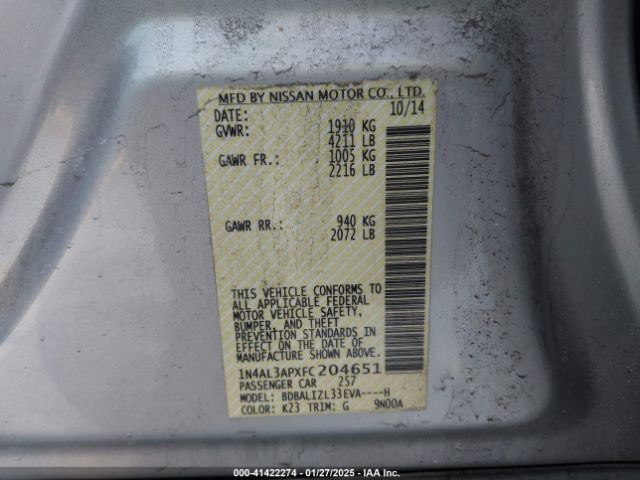 MFD BY NISSAN MOTOR CO., LTD.
DATE: 10/14
GVWR: 1910 KG
4211 LB
GAWR FR.: 1005 KG
2216 LB
GAWR RR.: 940 KG
2072 LB
THIS VEHICLE CONFORMS TO
ALL APPLICABLE FEDERAL
MOTOR VEHICLE SAFETY,
BUMPER, AND THEFT
PREVENTION STANDARDS IN
EFFECT ON THE DATE OF
MANUFACTURE SHOWN ABOVE.
1N4AL3APXFC204651
PASSENGER CAR 257
MODEL: BDBALIZL33EVA----H
COLOR: K23 TRIM: G 9N00A
000-41422274 - 01/27/2025 - IAA Inc.